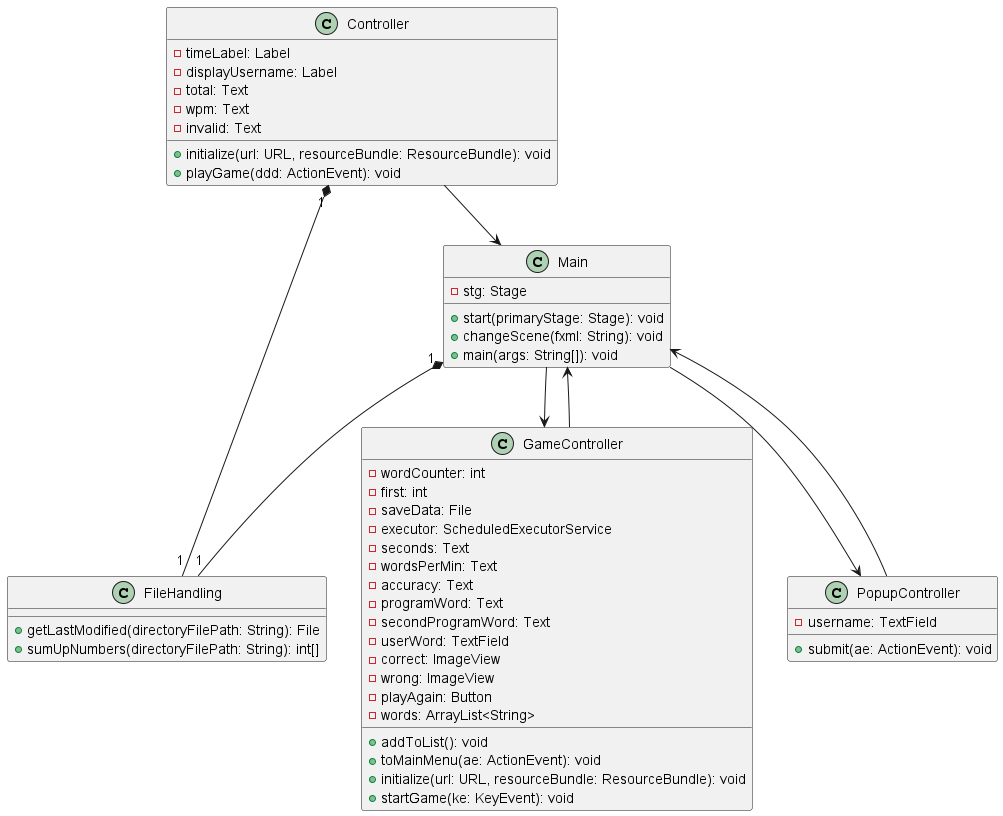 C Controller
timeLabel: Label
displayUsername: Label
total: Text
wpm: Text
invalid: Text
initialize(url: URL, resourceBundle: ResourceBundle): void
playGame(ddd: ActionEvent): void
1
C Main
stg: Stage
start(primaryStage: Stage): void
changeScene(fxml: String): void
main(args: String[]): void
1
C GameController
wordCounter: int
first: int
saveData: File
executor: ScheduledExecutorService
seconds: Text
wordsPerMin: Text
accuracy: Text
programWord: Text
secondProgramWord: Text
userWord: TextField
correct: ImageView
wrong: ImageView
playAgain: Button
words: ArrayList<String>
addToList(): void
toMainMenu(ae: ActionEvent): void
initialize(url: URL, resourceBundle: ResourceBundle): void
startGame(ke: KeyEvent): void
1 1
C FileHandling
getLastModified(directoryFilePath: String): File
sumUpNumbers(directoryFilePath: String): int[]
C PopupController
username: TextField
submit(ae: ActionEvent): void